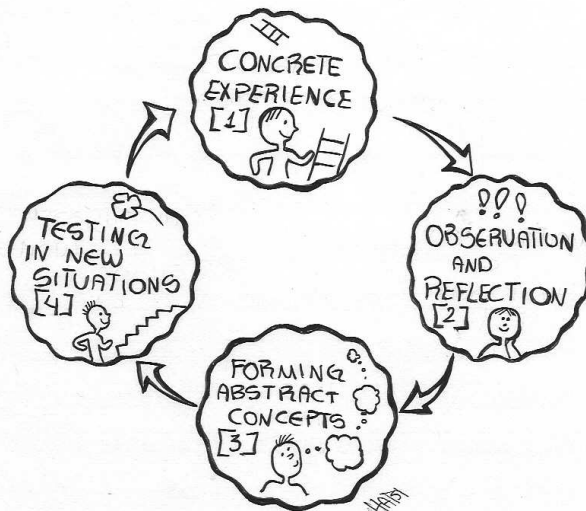 CONCRETE
EXPERIENCE
[1]
!!!
OBSERVATION
AND
REFLECTION
[2]
FORMING
ABSTRACT
CONCEPTS
[3]
TESTING
IN NEW
SITUATIONS
[4]